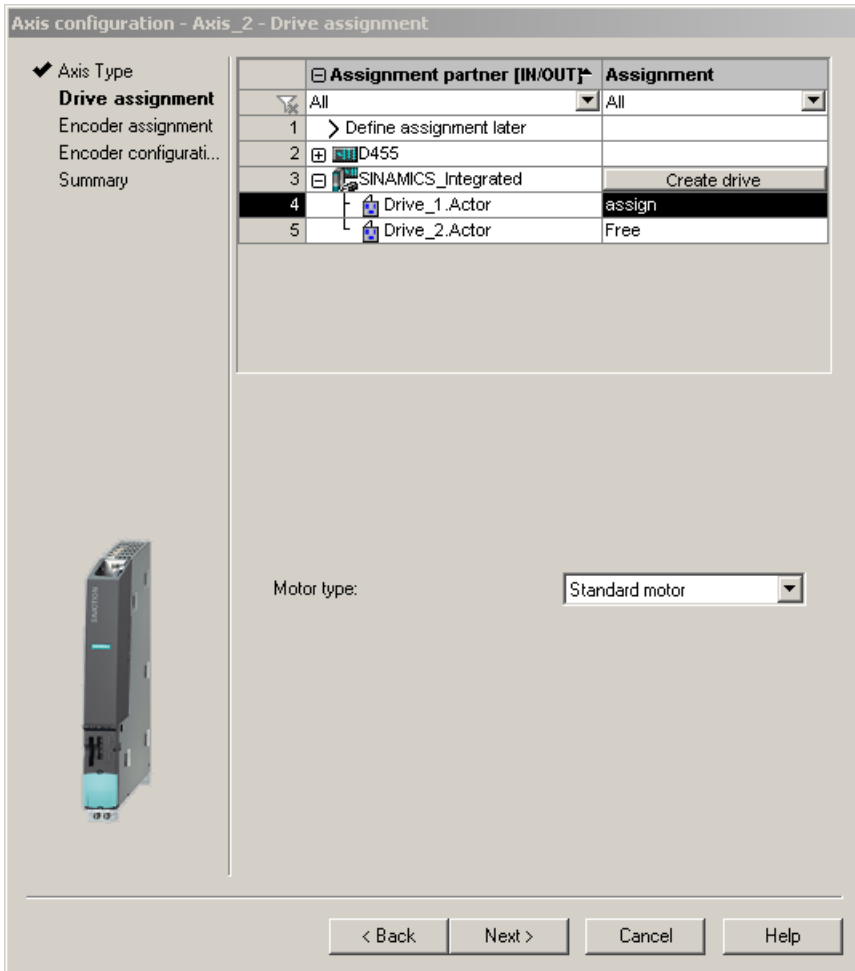 Axis configuration - Axis_2 - Drive assignment
Axis Type
Drive assignment
Encoder assignment
Encoder configurati...
Summary
Assignment partner [IN/OUT] Assignment
All All
1 Define assignment later
2 D455
3 SINAMICS_Integrated Create drive
4 Drive_1.Actor assign
5 Drive_2.Actor Free
SIMOTION
SIEMENS
Motor type: Standard motor
< Back Next > Cancel Help